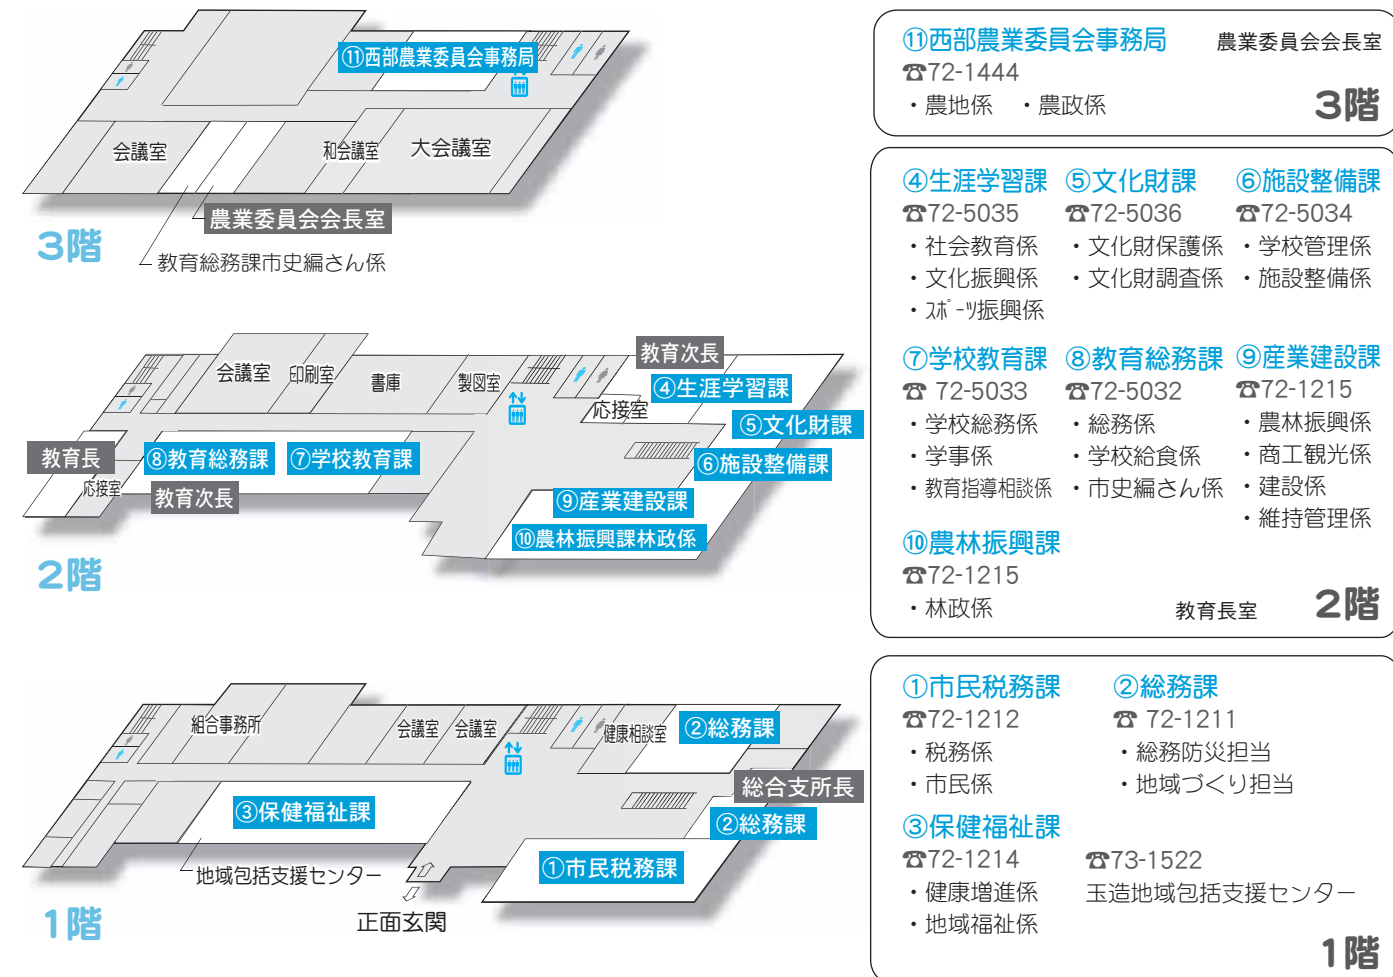 ⑪西部農業委員会事務局
会議室
和会議室
大会議室
農業委員会会長室
教育総務課市史編さん係
3階
教育次長
会議室
印刷室
書庫
製図室
④生涯学習課
応接室
⑤文化財課
教育長
⑧教育総務課
⑦学校教育課
⑥施設整備課
応接室
教育次長
⑨産業建設課
⑩農林振興課林政係
2階
組合事務所
会議室
会議室
健康相談室
②総務課
総合支所長
③保健福祉課
②総務課
地域包括支援センター
①市民税務課
正面玄関
1階
⑪西部農業委員会事務局 農業委員会会長室
☎72-1444
・農地係 ・農政係
3階
④生涯学習課 ⑤文化財課 ⑥施設整備課
☎72-5035 ☎72-5036 ☎72-5034
・社会教育係 ・文化財保護係 ・学校管理係
・文化振興係 ・文化財調査係 ・施設整備係
・ｽﾎﾟｰﾂ振興係
⑦学校教育課 ⑧教育総務課 ⑨産業建設課
☎ 72-5033 ☎72-5032 ☎72-1215
・学校総務係 ・総務係 ・農林振興係
・学事係 ・学校給食係 ・商工観光係
・教育指導相談係 ・市史編さん係 ・建設係
・維持管理係
⑩農林振興課
☎72-1215
・林政係
教育長室
2階
①市民税務課 ②総務課
☎72-1212 ☎ 72-1211
・税務係 ・総務防災担当
・市民係 ・地域づくり担当
③保健福祉課
☎72-1214 ☎73-1522
・健康増進係 玉造地域包括支援センター
・地域福祉係
1階